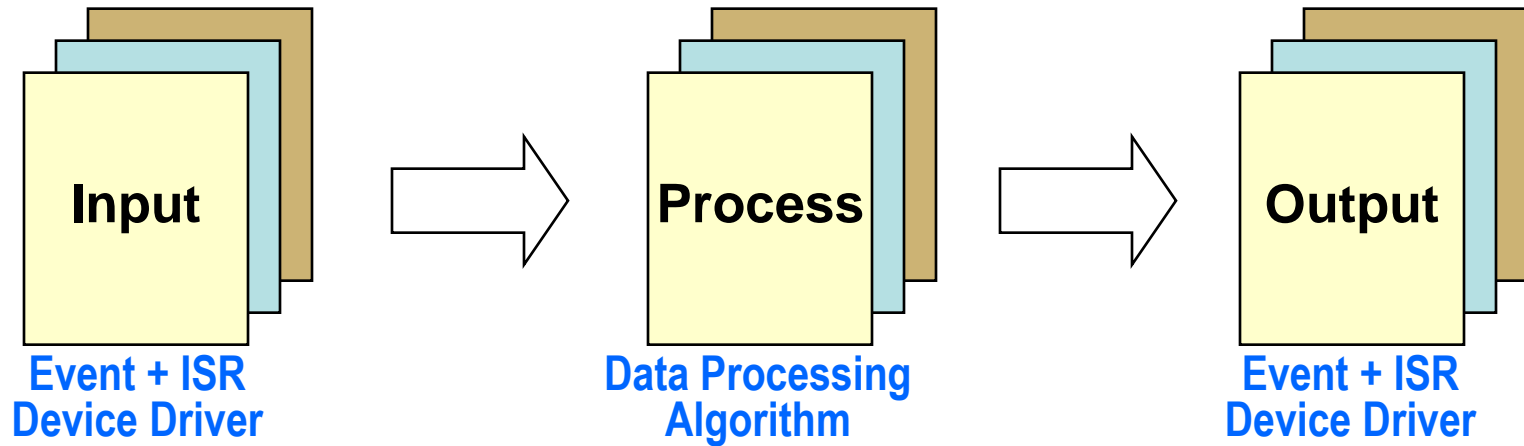 Input
Process
Output
Event + ISR
Device Driver
Data Processing
Algorithm
Event + ISR
Device Driver